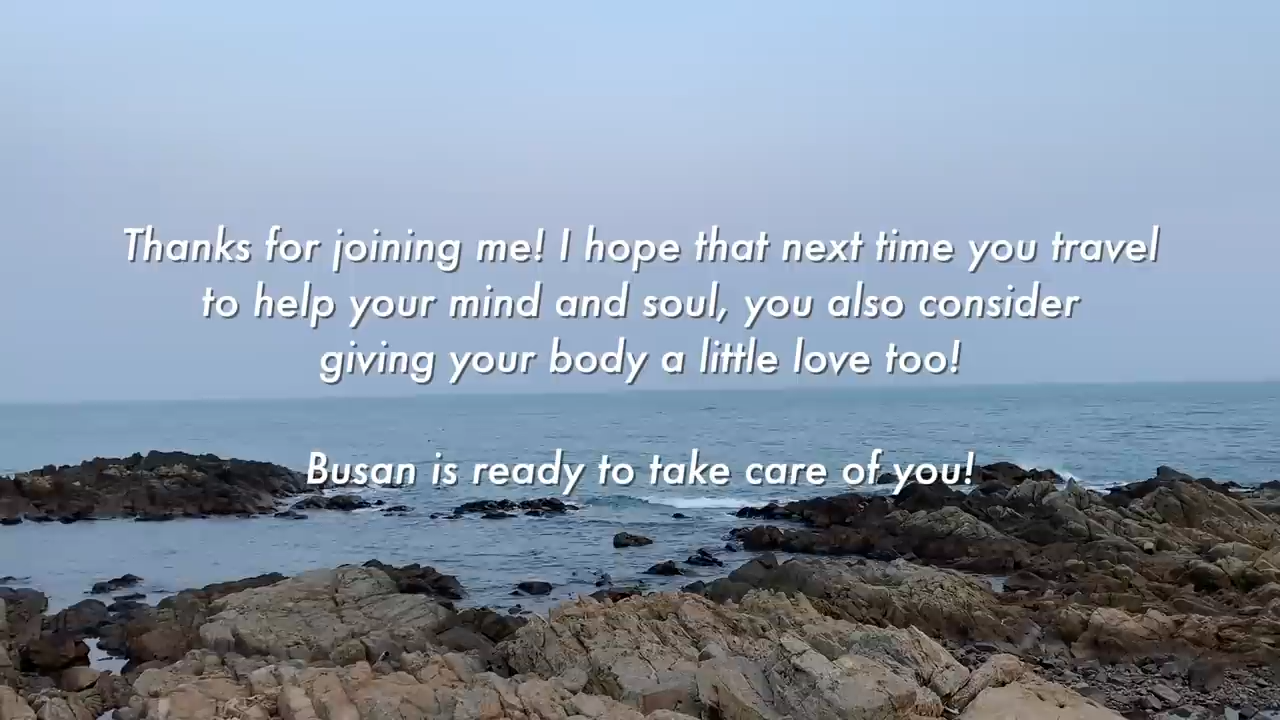 Thanks for joining me! I hope that next time you travel
to help your mind and soul, you also consider
giving your body a little love too!
Busan is ready to take care of you!